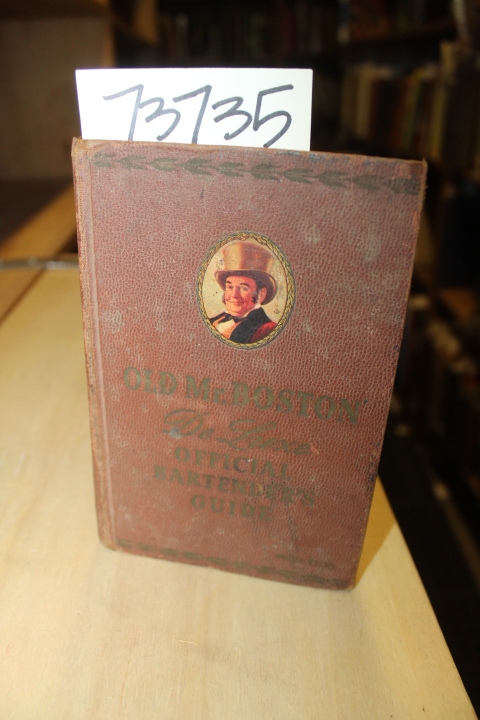 73735
OLD Mr. BOSTON
De Luxe
OFFICIAL
BARTENDER'S
GUIDE